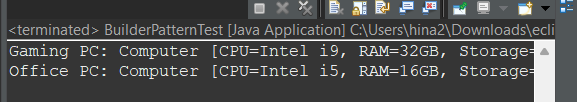 <terminated> BuilderPatternTest [Java Application] C:\Users\hina2\Downloads\ecli
Gaming PC: Computer [CPU=Intel i9, RAM=32GB, Storage=
Office PC: Computer [CPU=Intel i5, RAM=16GB, Storage=